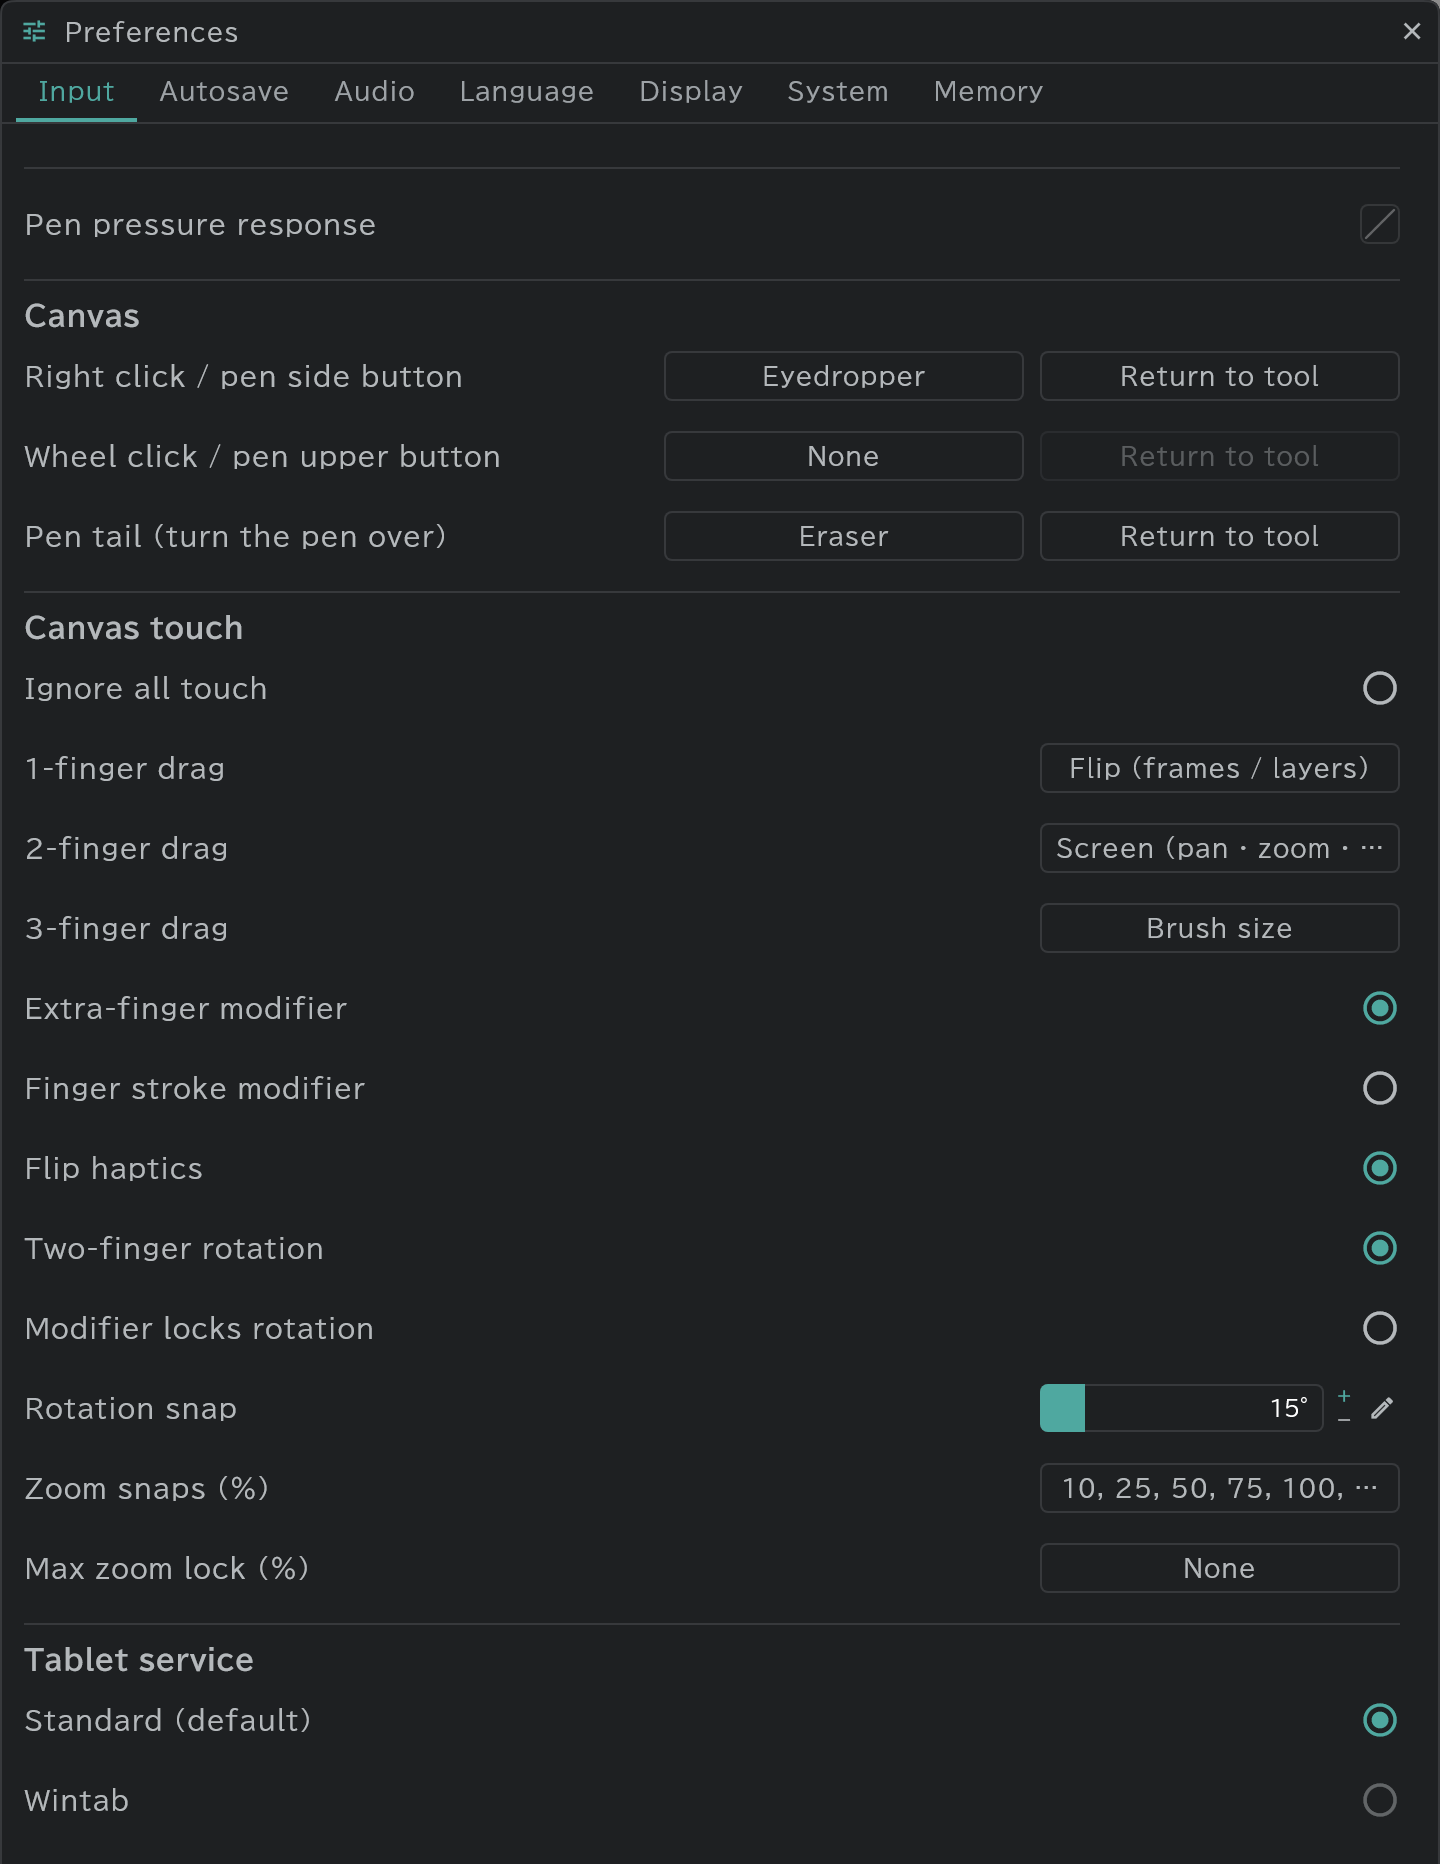 Preferences
Input Autosave Audio Language Display System Memory
Pen pressure response
Canvas
Right click / pen side button Eyedropper Return to tool
Wheel click / pen upper button None Return to tool
Pen tail (turn the pen over) Eraser Return to tool
Canvas touch
Ignore all touch
1-finger drag Flip (frames / layers)
2-finger drag Screen (pan・zoom・…
3-finger drag Brush size
Extra-finger modifier
Finger stroke modifier
Flip haptics
Two-finger rotation
Modifier locks rotation
Rotation snap 15°
Zoom snaps (%) 10, 25, 50, 75, 100, …
Max zoom lock (%) None
Tablet service
Standard (default)
Wintab